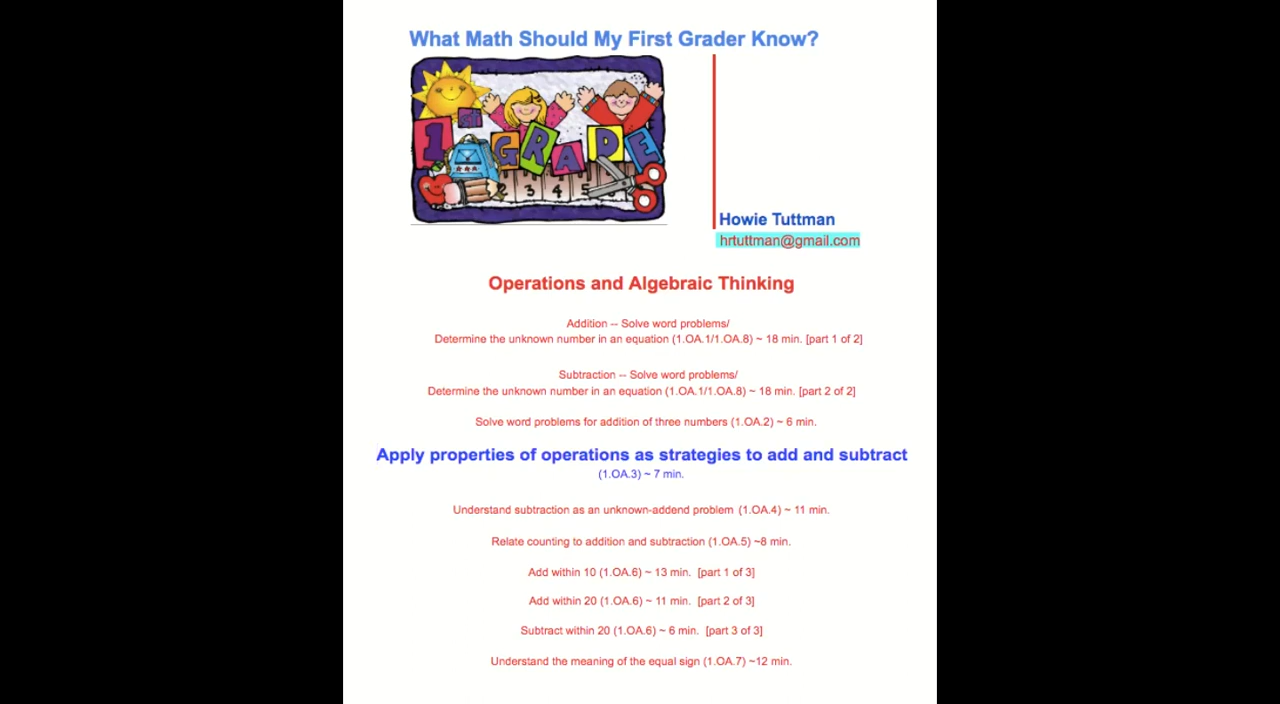 What Math Should My First Grader Know?
1st
GRADE
2 3 4 5
Howie Tuttman
hrtuttman@gmail.com
Operations and Algebraic Thinking
Addition -- Solve word problems/
Determine the unknown number in an equation (1.OA.1/1.OA.8) ~ 18 min. [part 1 of 2]
Subtraction -- Solve word problems/
Determine the unknown number in an equation (1.OA.1/1.OA.8) ~ 18 min. [part 2 of 2]
Solve word problems for addition of three numbers (1.OA.2) ~ 6 min.
Apply properties of operations as strategies to add and subtract
(1.OA.3) ~ 7 min.
Understand subtraction as an unknown-addend problem (1.OA.4) ~ 11 min.
Relate counting to addition and subtraction (1.OA.5) ~8 min.
Add within 10 (1.OA.6) ~ 13 min. [part 1 of 3]
Add within 20 (1.OA.6) ~ 11 min. [part 2 of 3]
Subtract within 20 (1.OA.6) ~ 6 min. [part 3 of 3]
Understand the meaning of the equal sign (1.OA.7) ~12 min.